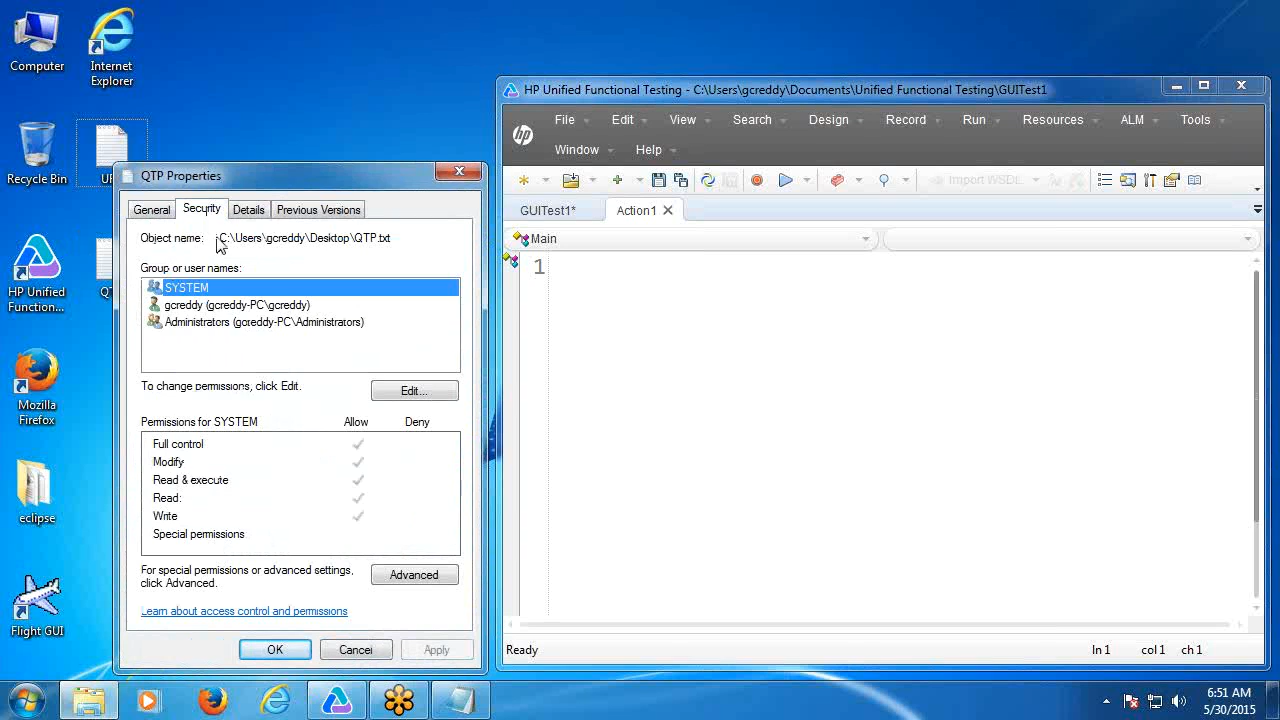 Computer
Internet
Explorer
Recycle Bin
HP Unified
Function...
Mozilla
Firefox
eclipse
Flight GUI
QTP Properties
General
Security
Details
Previous Versions
Object name:
C:\Users\gcreddy\Desktop\QTP.txt
Group or user names:
SYSTEM
gcreddy (gcreddy-PC\gcreddy)
Administrators (gcreddy-PC\Administrators)
To change permissions, click Edit.
Edit...
Permissions for SYSTEM
Allow
Deny
Full control
Modify
Read & execute
Read
Write
Special permissions
For special permissions or advanced settings,
click Advanced.
Advanced
Learn about access control and permissions
OK
Cancel
Apply
HP Unified Functional Testing - C:\Users\gcreddy\Documents\Unified Functional Testing\GUITest1
hp
File Edit View Search Design Record Run Resources ALM Tools
Window Help
Import WSDL
GUITest1*
Action1
Main
1
Ready
ln 1 col 1 ch 1
6:51 AM
5/30/2015